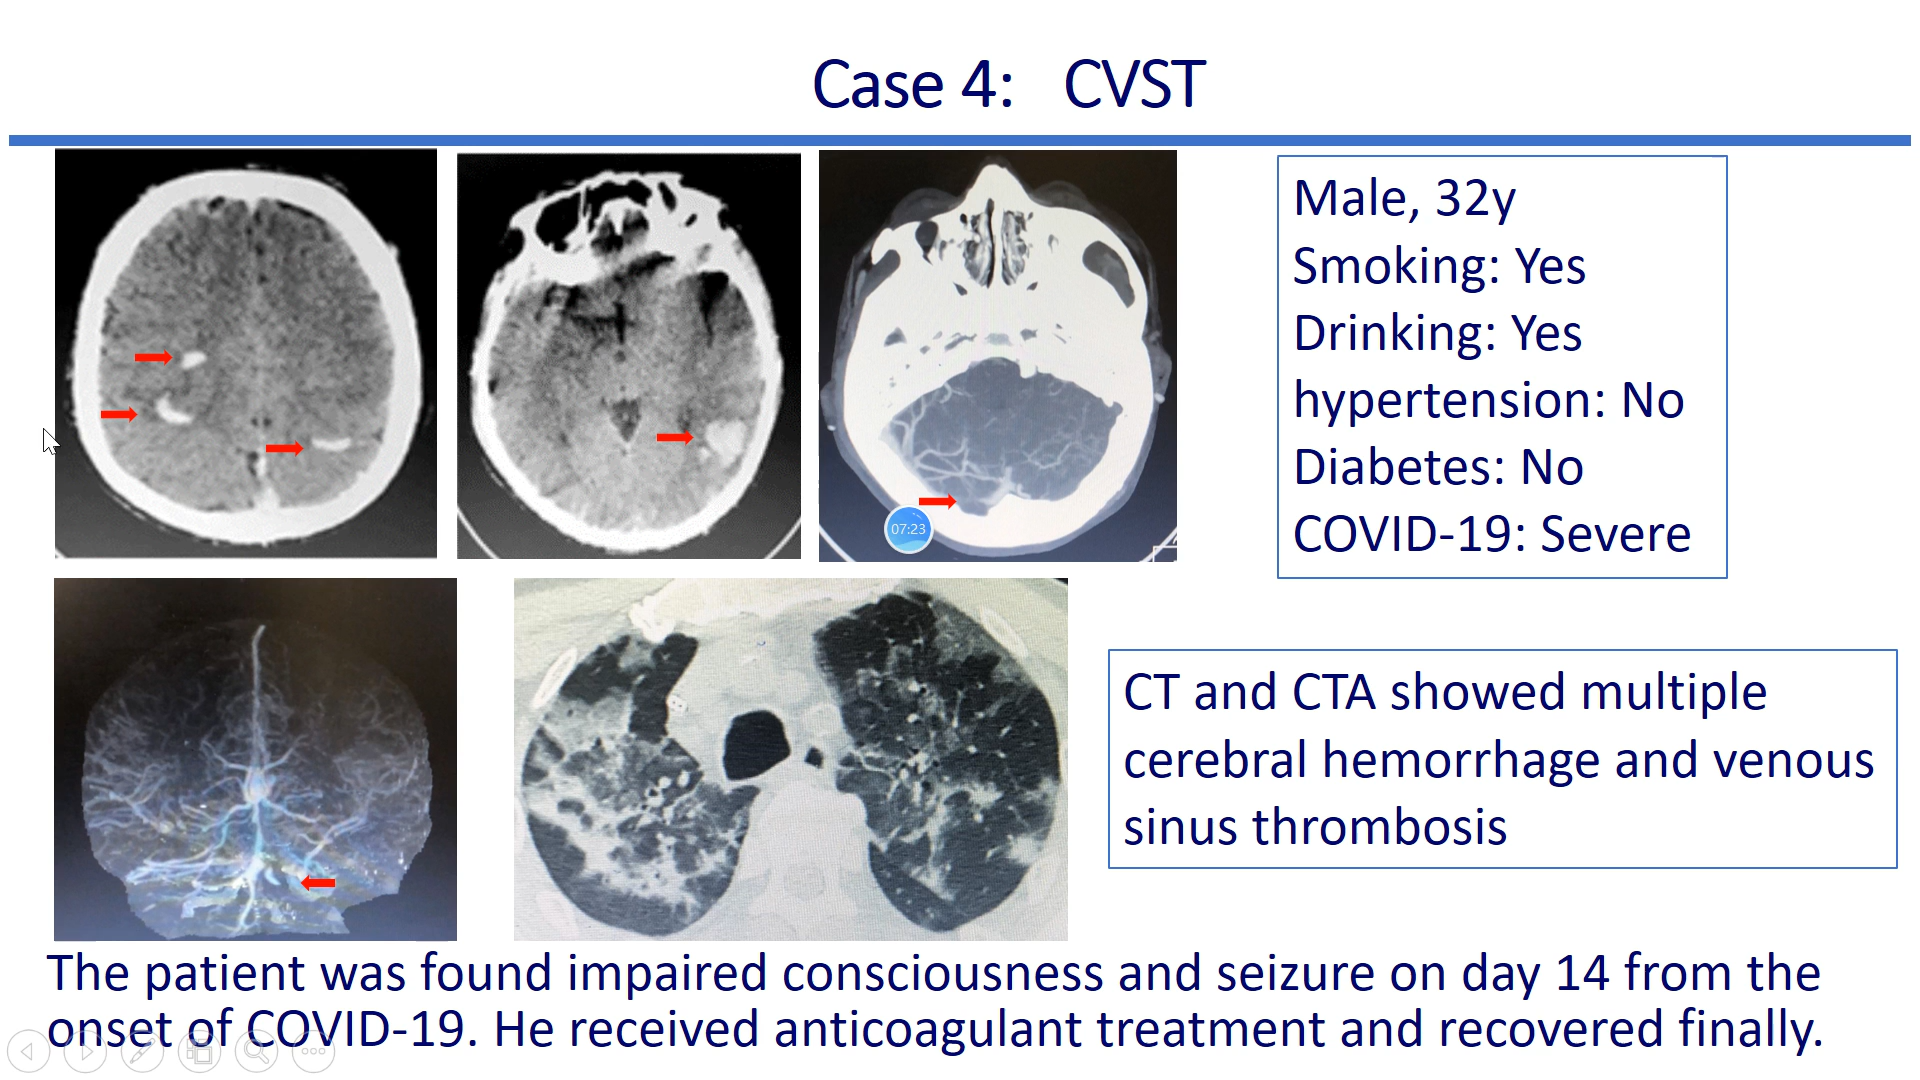 Case 4: CVST
Male, 32y
Smoking: Yes
Drinking: Yes
hypertension: No
Diabetes: No
COVID-19: Severe
07:23
CT and CTA showed multiple
cerebral hemorrhage and venous
sinus thrombosis
The patient was found impaired consciousness and seizure on day 14 from the
onset of COVID-19. He received anticoagulant treatment and recovered finally.